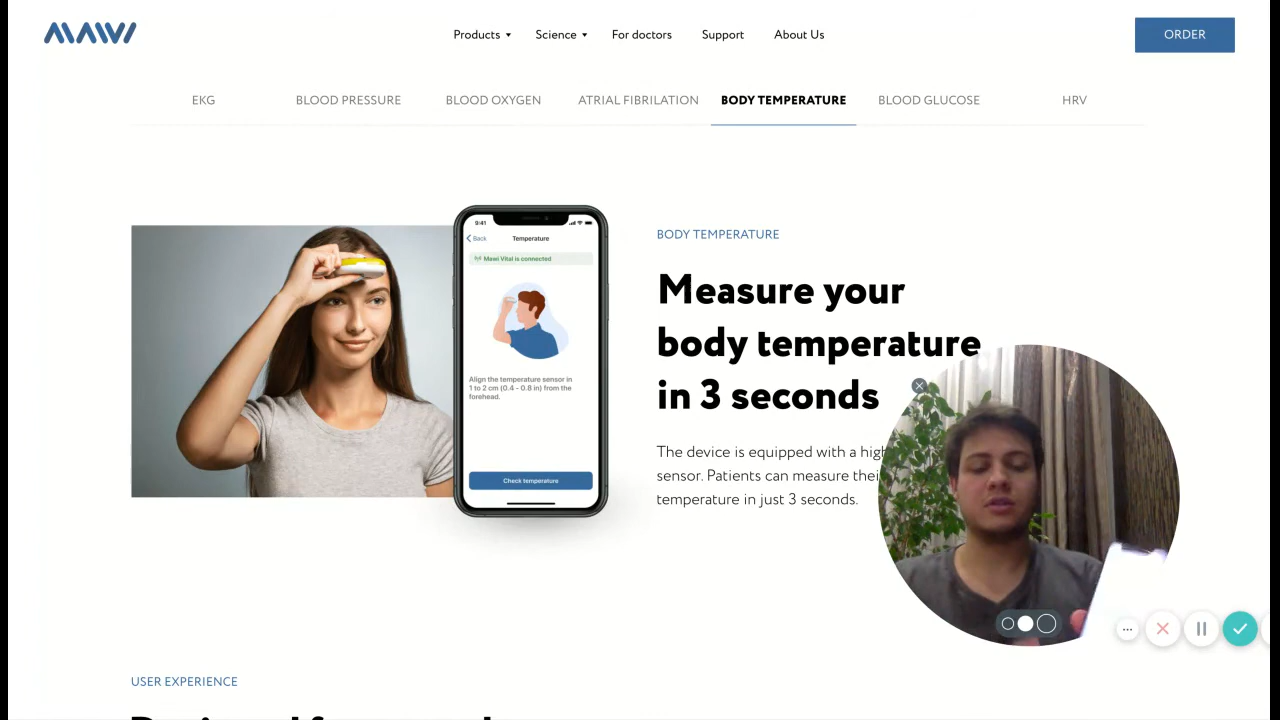 MAWI
Products
Science
For doctors
Support
About Us
ORDER
EKG
BLOOD PRESSURE
BLOOD OXYGEN
ATRIAL FIBRILATION
BODY TEMPERATURE
BLOOD GLUCOSE
HRV
9:41
Back
Temperature
Mawi Vital is connected
Align the temperature sensor in
1 to 2 cm (0.4 - 0.8 in) from the
forehead.
Check temperature
BODY TEMPERATURE
Measure your
body temperature
in 3 seconds
The device is equipped with a
sensor. Patients can measure
temperature in just 3 seconds.
USER EXPERIENCE